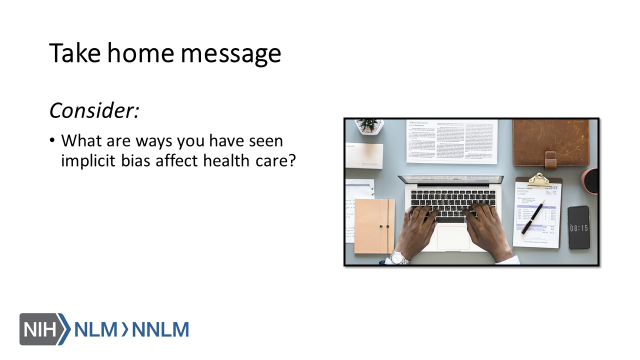 Take home message
Consider:
• What are ways you have seen
implicit bias affect health care?
08:15
NIH NLM NNLM